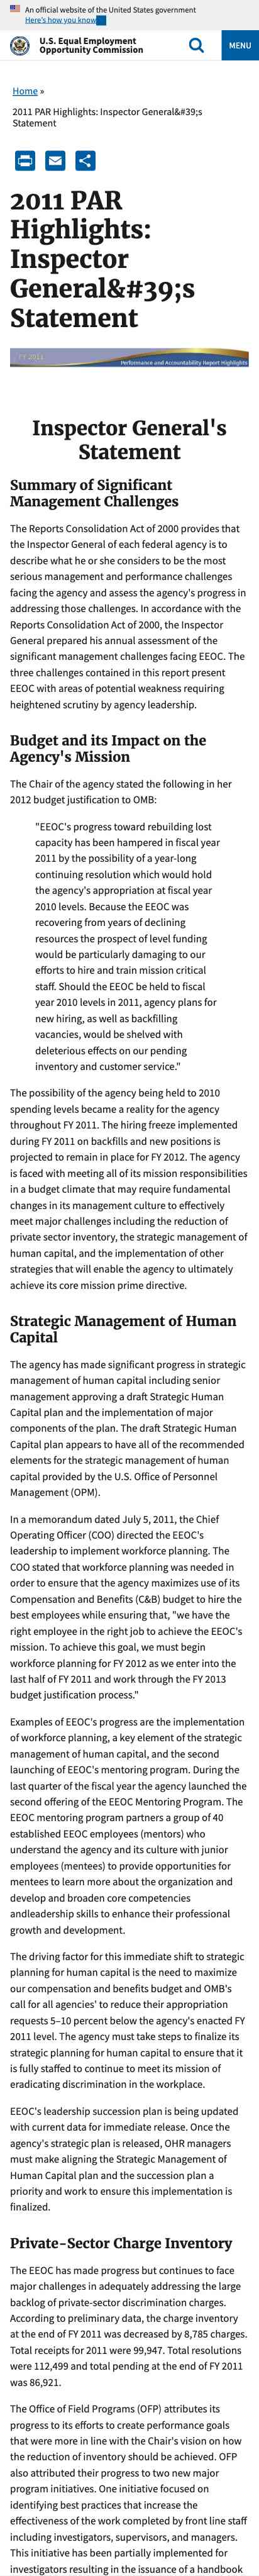 An official website of the United States government
Here's how you know
U.S. Equal Employment
Opportunity Commission
MENU
Home »
2011 PAR Highlights: Inspector General&#39;s
Statement
2011 PAR
Highlights:
Inspector
General&#39;s
Statement
FY 2011
Performance and Accountability Report Highlights
Inspector General's
Statement
Summary of Significant
Management Challenges
The Reports Consolidation Act of 2000 provides that
the Inspector General of each federal agency is to
describe what he or she considers to be the most
serious management and performance challenges
facing the agency and assess the agency's progress in
addressing those challenges. In accordance with the
Reports Consolidation Act of 2000, the Inspector
General prepared his annual assessment of the
significant management challenges facing EEOC. The
three challenges contained in this report present
EEOC with areas of potential weakness requiring
heightened scrutiny by agency leadership.
Budget and its Impact on the
Agency's Mission
The Chair of the agency stated the following in her
2012 budget justification to OMB:
"EEOC's progress toward rebuilding lost
capacity has been hampered in fiscal year
2011 by the possibility of a year-long
continuing resolution which would hold
the agency's appropriation at fiscal year
2010 levels. Because the EEOC was
recovering from years of declining
resources the prospect of level funding
would be particularly damaging to our
efforts to hire and train mission critical
staff. Should the EEOC be held to fiscal
year 2010 levels in 2011, agency plans for
new hiring, as well as backfilling
vacancies, would be shelved with
deleterious effects on our pending
inventory and customer service."
The possibility of the agency being held to 2010
spending levels became a reality for the agency
throughout FY 2011. The hiring freeze implemented
during FY 2011 on backfills and new positions is
projected to remain in place for FY 2012. The agency
is faced with meeting all of its mission responsibilities
in a budget climate that may require fundamental
changes in its management culture to effectively
meet major challenges including the reduction of
private sector inventory, the strategic management of
human capital, and the implementation of other
strategies that will enable the agency to ultimately
achieve its core mission prime directive.
Strategic Management of Human
Capital
The agency has made significant progress in strategic
management of human capital including senior
management approving a draft Strategic Human
Capital plan and the implementation of major
components of the plan. The draft Strategic Human
Capital plan appears to have all of the recommended
elements for the strategic management of human
capital provided by the U.S. Office of Personnel
Management (OPM).
In a memorandum dated July 5, 2011, the Chief
Operating Officer (COO) directed the EEOC's
leadership to implement workforce planning. The
COO stated that workforce planning was needed in
order to ensure that the agency maximizes use of its
Compensation and Benefits (C&B) budget to hire the
best employees while ensuring that, "we have the
right employee in the right job to achieve the EEOC's
mission. To achieve this goal, we must begin
workforce planning for FY 2012 as we enter into the
last half of FY 2011 and work through the FY 2013
budget justification process."
Examples of EEOC's progress are the implementation
of workforce planning, a key element of the strategic
management of human capital, and the second
launching of EEOC's mentoring program. During the
last quarter of the fiscal year the agency launched the
second offering of the EEOC Mentoring Program. The
EEOC mentoring program partners a group of 40
established EEOC employees (mentors) who
understand the agency and its culture with junior
employees (mentees) to provide opportunities for
mentees to learn more about the organization and
develop and broaden core competencies
andleadership skills to enhance their professional
growth and development.
The driving factor for this immediate shift to strategic
planning for human capital is the need to maximize
our compensation and benefits budget and OMB's
call for all agencies' to reduce their appropriation
requests 5–10 percent below the agency's enacted FY
2011 level. The agency must take steps to finalize its
strategic planning for human capital to ensure that it
is fully staffed to continue to meet its mission of
eradicating discrimination in the workplace.
EEOC's leadership succession plan is being updated
with current data for immediate release. Once the
agency's strategic plan is released, OHR managers
must make aligning the Strategic Management of
Human Capital plan and the succession plan a
priority and work to ensure this implementation is
finalized.
Private-Sector Charge Inventory
The EEOC has made progress but continues to face
major challenges in adequately addressing the large
backlog of private-sector discrimination charges.
According to preliminary data, the charge inventory
at the end of FY 2011 was decreased by 8,785 charges.
Total receipts for 2011 were 99,947. Total resolutions
were 112,499 and total pending at the end of FY 2011
was 86,921.
The Office of Field Programs (OFP) attributes its
progress to its efforts to create performance goals
that were more in line with the Chair's vision on how
the reduction of inventory should be achieved. OFP
also attributed their progress to two new major
program initiatives. One initiative focused on
identifying best practices that increase the
effectiveness of the work completed by front line staff
including investigators, supervisors, and managers.
This initiative has been partially implemented for
investigators resulting in the issuance of a handbook